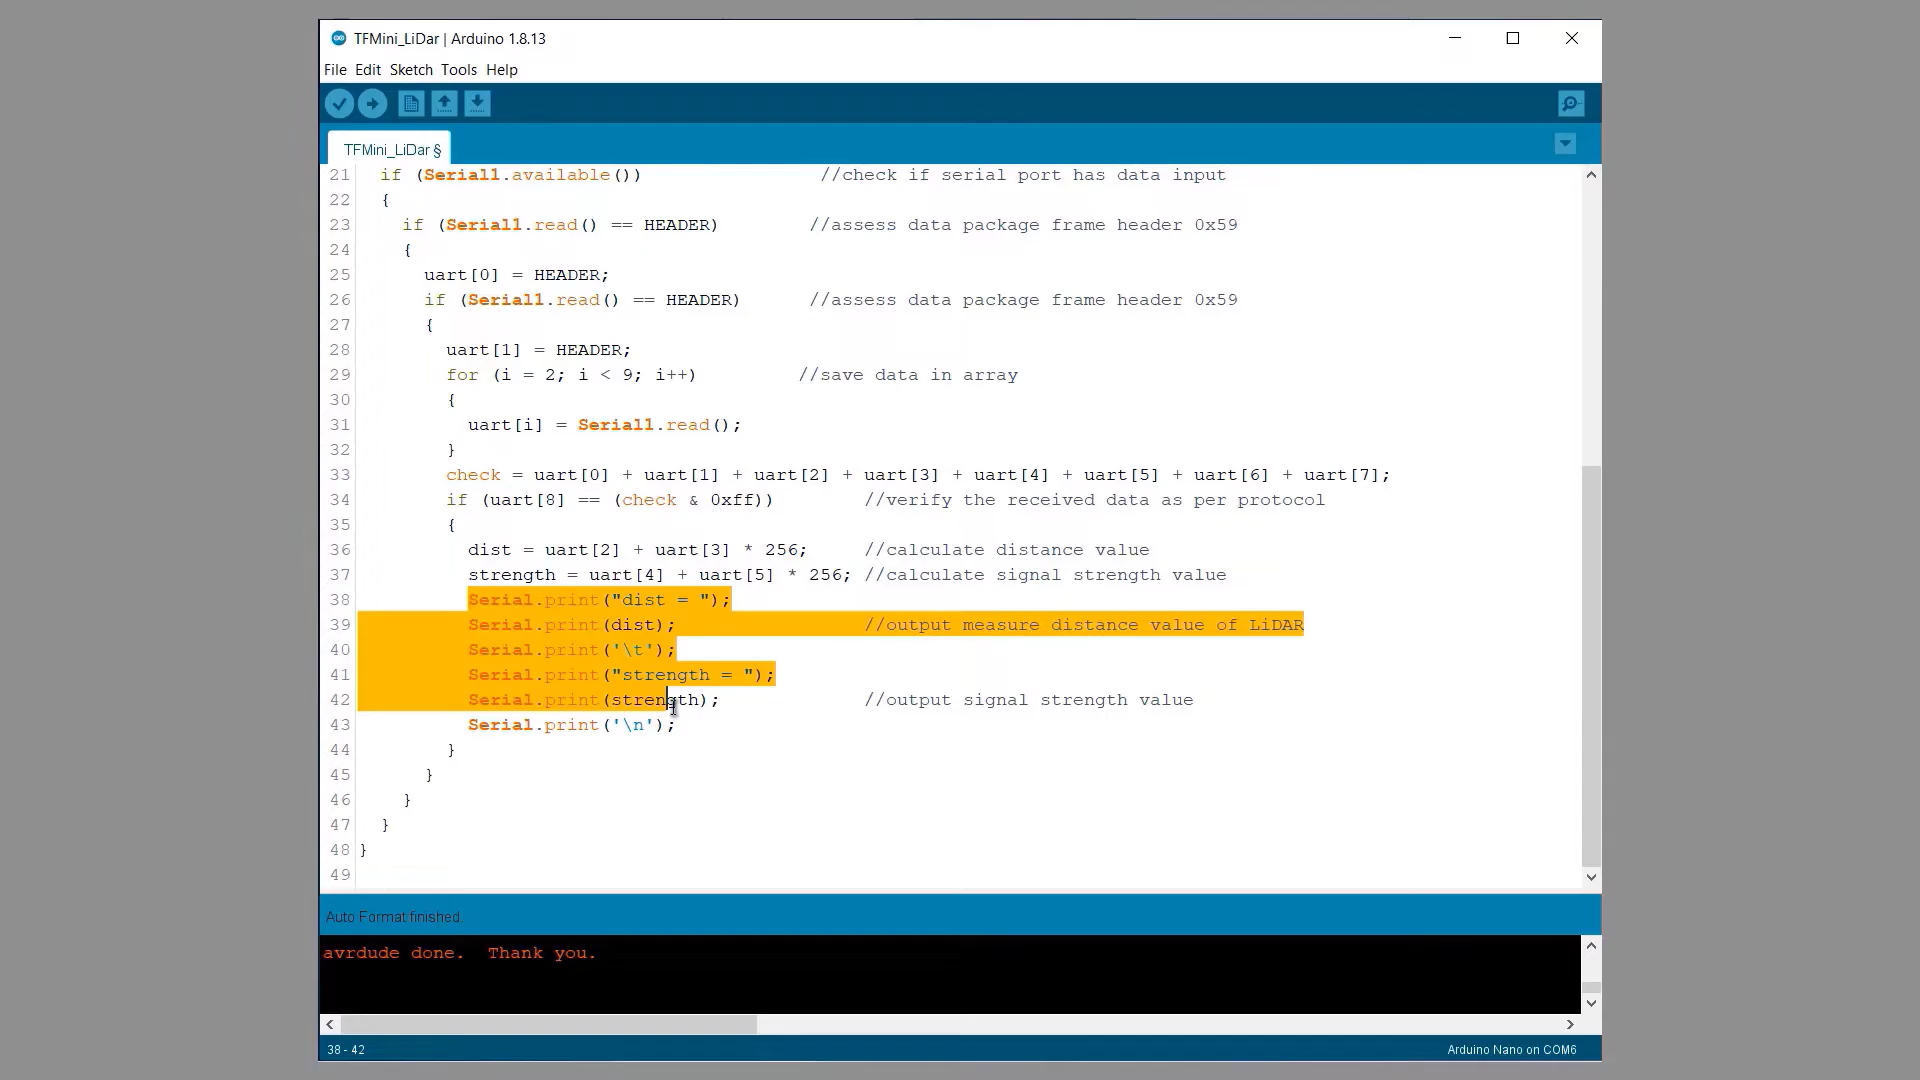 TFMini_LiDar | Arduino 1.8.13
File Edit Sketch Tools Help
TFMini_LiDar §
21 if (Serial1.available()) //check if serial port has data input
22 {
23 if (Serial1.read() == HEADER) //assess data package frame header 0x59
24 {
25 uart[0] = HEADER;
26 if (Serial1.read() == HEADER) //assess data package frame header 0x59
27 {
28 uart[1] = HEADER;
29 for (i = 2; i < 9; i++) //save data in array
30 {
31 uart[i] = Serial1.read();
32 }
33 check = uart[0] + uart[1] + uart[2] + uart[3] + uart[4] + uart[5] + uart[6] + uart[7];
34 if (uart[8] == (check & 0xff)) //verify the received data as per protocol
35 {
36 dist = uart[2] + uart[3] * 256; //calculate distance value
37 strength = uart[4] + uart[5] * 256; //calculate signal strength value
38 Serial.print("dist = ");
39 Serial.print(dist); //output measure distance value of LiDAR
40 Serial.print('\t');
41 Serial.print("strength = ");
42 Serial.print(strength); //output signal strength value
43 Serial.print('\n');
44 }
45 }
46 }
47 }
48 }
49
Auto Format finished.
avrdude done. Thank you.
38 - 42 Arduino Nano on COM6